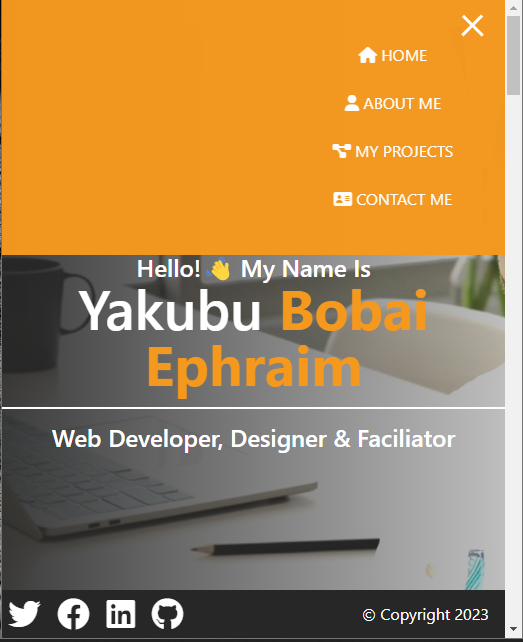 HOME
ABOUT ME
MY PROJECTS
CONTACT ME
Hello! 👋 My Name Is
Yakubu Bobai
Ephraim
Web Developer, Designer & Faciliator
© Copyright 2023